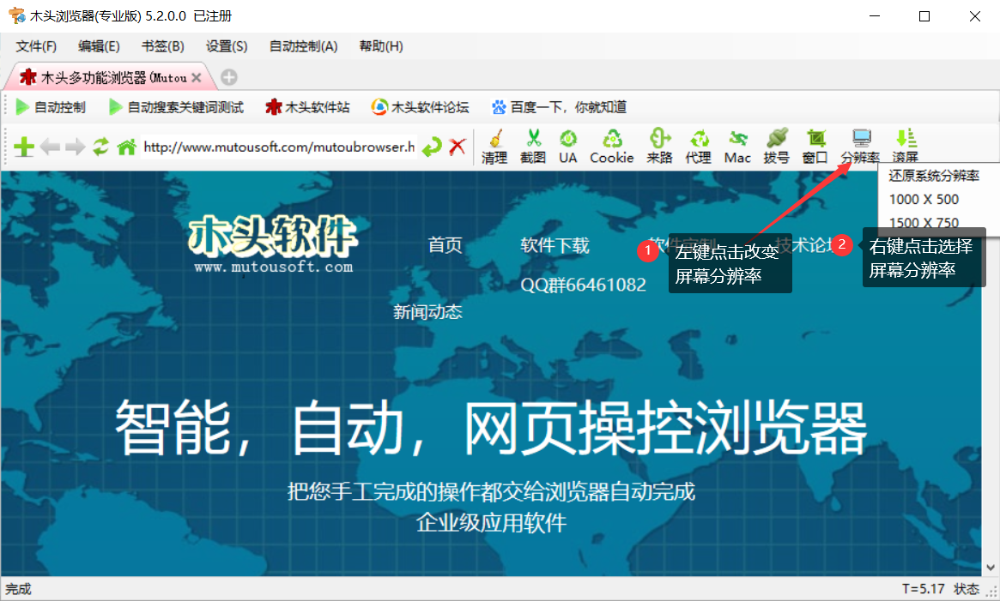 木头浏览器(专业版) 5.2.0.0 已注册
文件(F) 编辑(E) 书签(B) 设置(S) 自动控制(A) 帮助(H)
木头多功能浏览器(Mutou
自动控制 自动搜索关键词测试 木头软件站 木头软件论坛 百度一下，你就知道
http://www.mutousoft.com/mutoubrowser.h
清理 截图 UA Cookie 来路 代理 Mac 拔号 窗口 分辨率 滚屏
还原系统分辨率
1000 X 500
1500 X 750
木头软件
www.mutousoft.com
首页 软件下载 软件定制 技术论坛
1 左键点击改变
屏幕分辨率
2 右键点击选择
屏幕分辨率
QQ群66461082
新闻动态
智能，自动，网页操控浏览器
把您手工完成的操作都交给浏览器自动完成
企业级应用软件
完成 T=5.17 状态